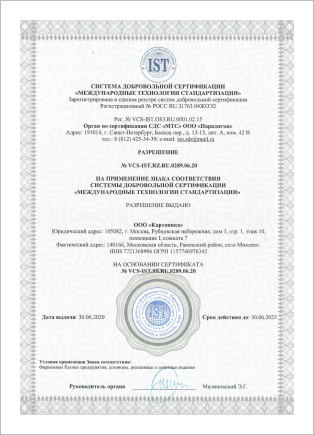 IST
СИСТЕМА ДОБРОВОЛЬНОЙ СЕРТИФИКАЦИИ
«МЕЖДУНАРОДНЫЕ ТЕХНОЛОГИИ СТАНДАРТИЗАЦИИ»
Зарегистрирована в едином реестре систем добровольной сертификации
Регистрационный № РОСС RU.31763.04ЖОЗ2
Рег. № VCS-IST.OS3.RU.0001.02.15
Орган по сертификации СДС «МТС» ООО «Парадигма»
Адрес: 191014, г. Санкт-Петербург, Басков пер., д. 13-15, лит. А, пом. 42 Н
тел.: 8 (812) 425-34-39; e-mail:
РАЗРЕШЕНИЕ
№ VCS-IST.RZ.RU.0289.06.20
НА ПРИМЕНЕНИЕ ЗНАКА СООТВЕТСТВИЯ
СИСТЕМЫ ДОБРОВОЛЬНОЙ СЕРТИФИКАЦИИ
«МЕЖДУНАРОДНЫЕ ТЕХНОЛОГИИ СТАНДАРТИЗАЦИИ»
РАЗРЕШЕНИЕ ВЫДАНО
ООО «Картопласт»
Юридический адрес: 105082, г. Москва, Рубцовская набережная, дом 3, стр. 1, этаж 10,
помещение I, комната 7
Фактический адрес: 140166, Московская область, Раменский район, село Михеево
ИНН 7721368996 ОГРН 1157746976342
НА ОСНОВАНИИ СЕРТИФИКАТА
№ VCS-IST.SS.RU.0289.06.20
IST
Дата выдачи: 30.06.2020
Срок действия до: 30.06.2023
Условия применения Знака соответствия:
Фирменные бланки предприятия, договоры, рекламные и печатные издания
Руководитель органа
Малиновский Э.Г.